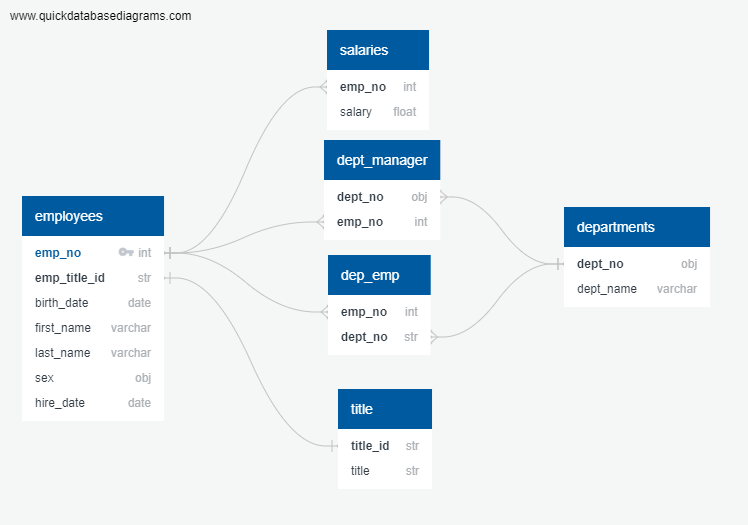 www.quickdatabasediagrams.com
salaries
emp_no int
salary float
dept_manager
dept_no obj
emp_no int
employees
emp_no int
emp_title_id str
birth_date date
first_name varchar
last_name varchar
sex obj
hire_date date
departments
dept_no obj
dept_name varchar
dep_emp
emp_no int
dept_no str
title
title_id str
title str